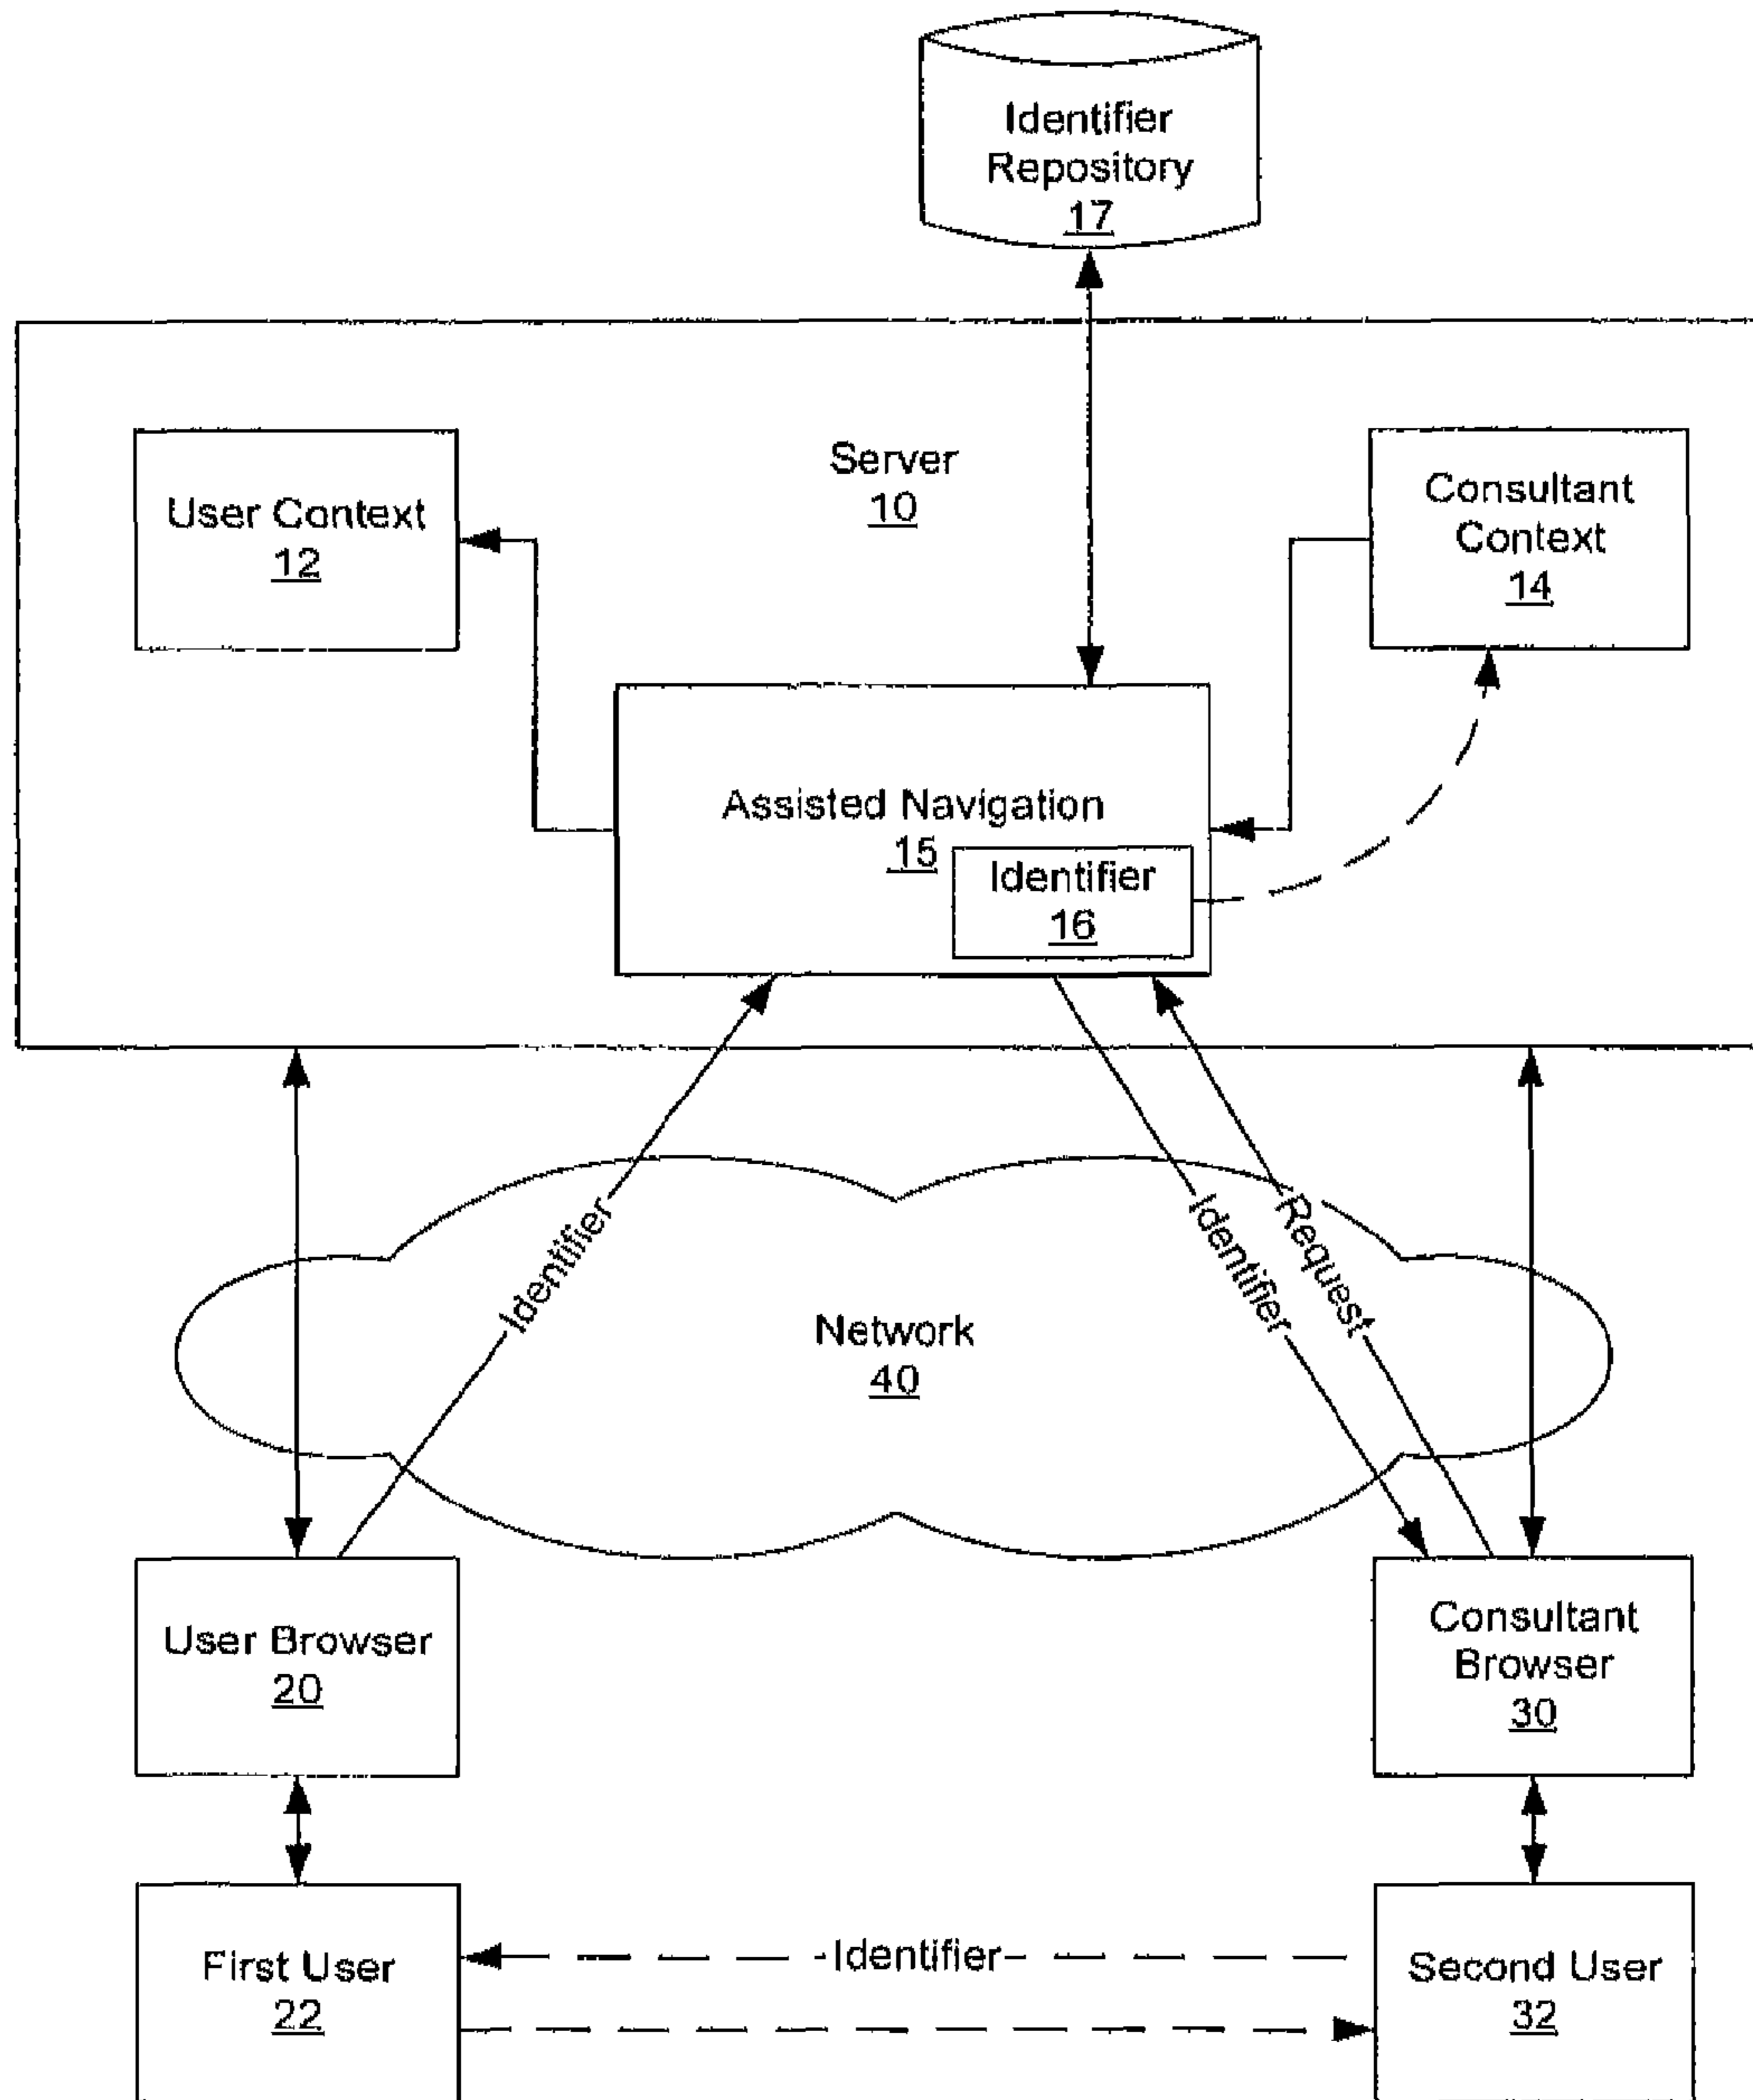 Identifier
Repository
17
Server
10
User Context
12
Consultant
Context
14
Assisted Navigation
15
Identifier
16
Identifier
Identifier
Request
Network
40
User Browser
20
Consultant
Browser
30
First User
22
Identifier
Second User
32